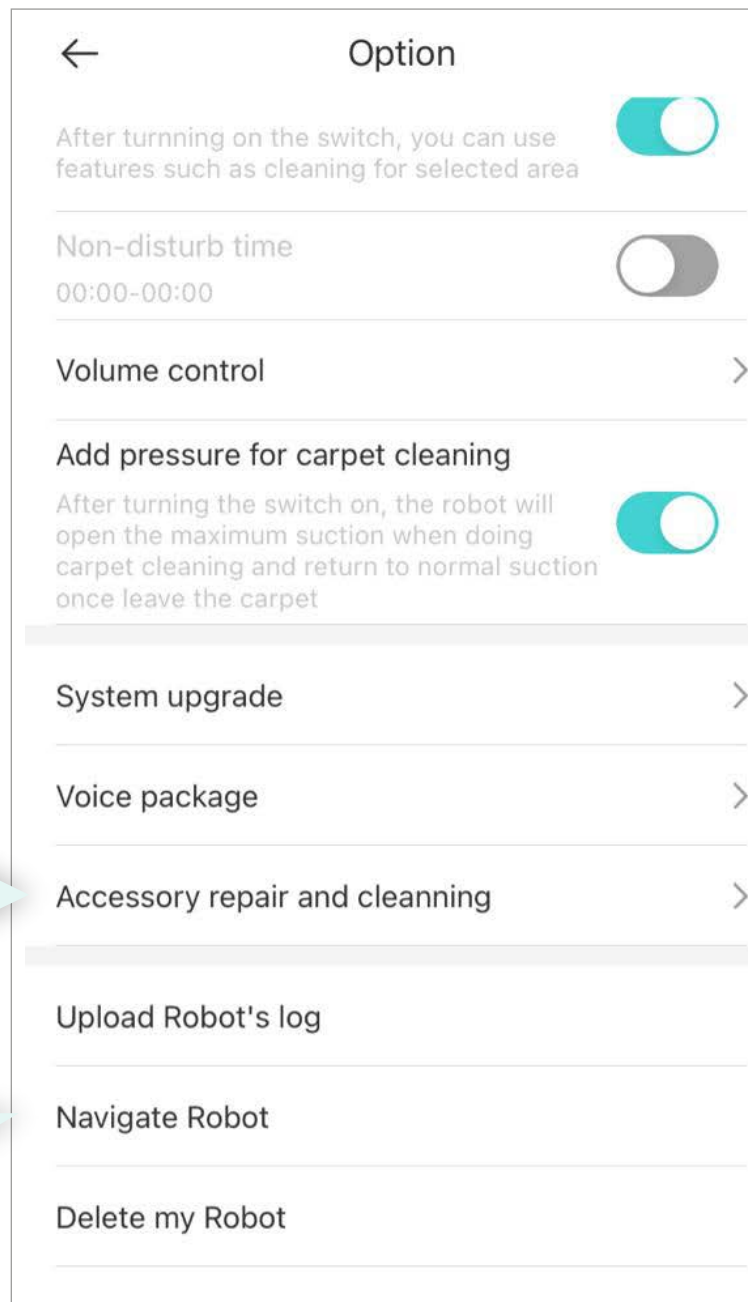 Option
After turnning on the switch, you can use
features such as cleaning for selected area
Non-disturb time
00:00-00:00
Volume control
Add pressure for carpet cleaning
After turning the switch on, the robot will
open the maximum suction when doing
carpet cleaning and return to normal suction
once leave the carpet
System upgrade
Voice package
Accessory repair and cleanning
Upload Robot's log
Navigate Robot
Delete my Robot